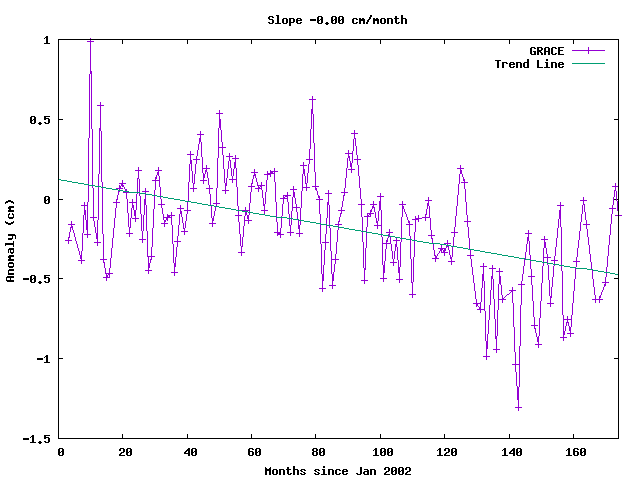 Slope -0.00 cm/month
GRACE
Trend Line
Anomaly (cm)
1
0.5
0
-0.5
-1
-1.5
0 20 40 60 80 100 120 140 160
Months since Jan 2002